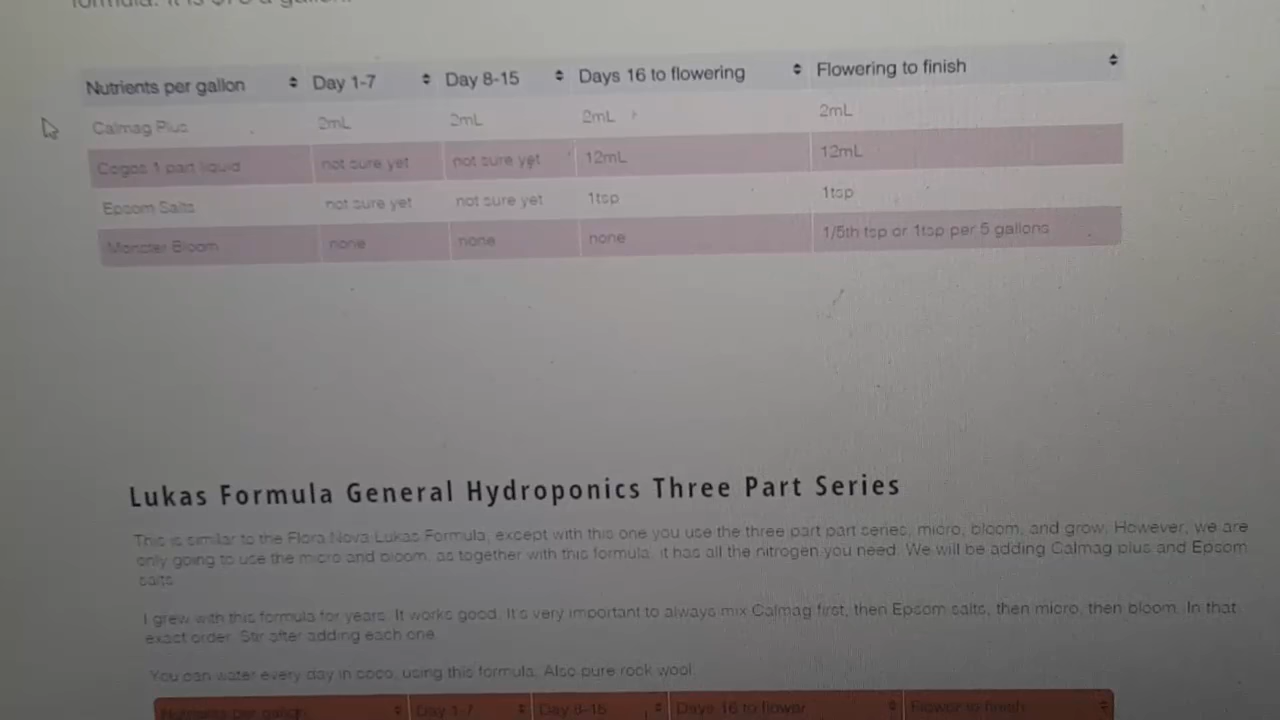 Nutrients per gallon Day 1-7 Day 8-15 Days 16 to flowering Flowering to finish
Calmag Plus 2mL 2mL 2mL 2mL
Cogos 1 part liquid not sure yet not sure yet 12mL 12mL
Epsom Salts not sure yet not sure yet 1tsp 1tsp
Monster Bloom none none none 1/5th tsp or 1tsp per 5 gallons
Lukas Formula General Hydroponics Three Part Series
This is similar to the Flora Nova Lukas Formula, except with this one you use the three part part series, micro, bloom, and grow. However, we are
only going to use the micro and bloom, as together with this formula, it has all the nitrogen you need. We will be adding Calmag plus and Epsom
salts
I grew with this formula for years. It works good. It's very important to always mix Calmag first, then Epsom salts, then micro, then bloom. In that
exact order. Stir after adding each one.
You can water every day in coco, using this formula. Also pure rock wool.
Nutrients per gallon Day 1-7 Day 8-15 Days 16 to flower Flower to finish